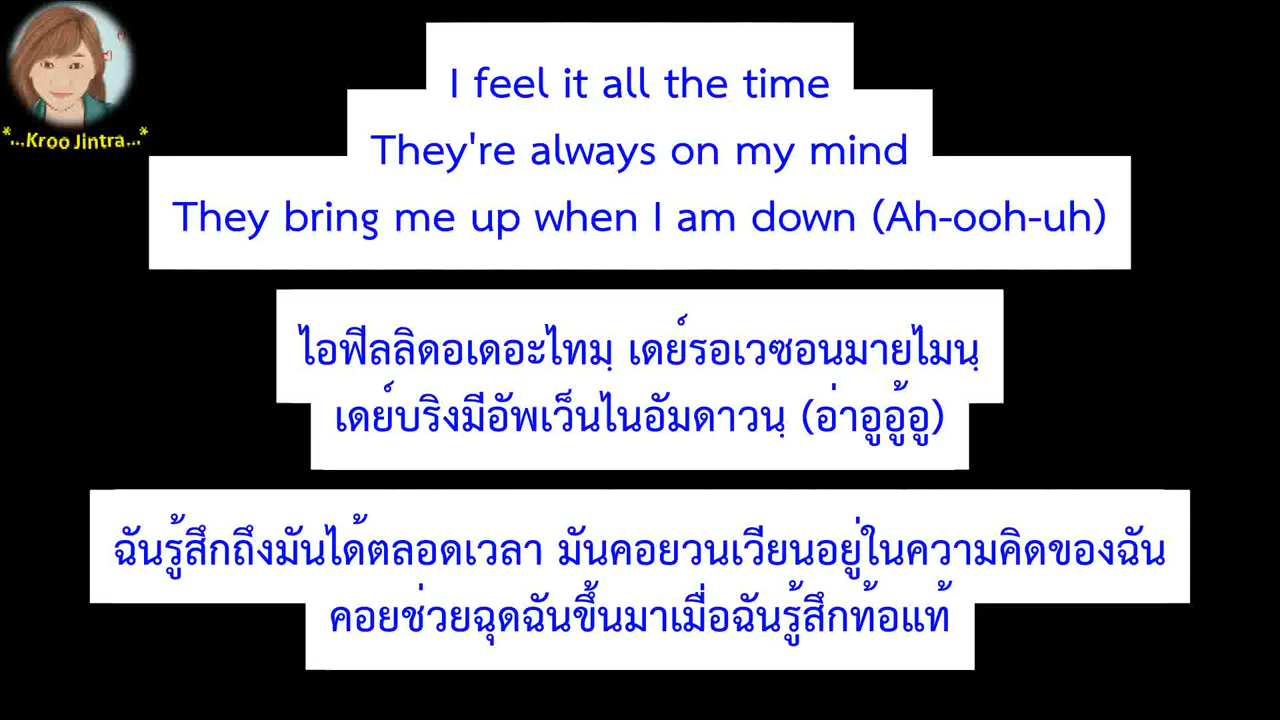 *...Kroo Jintra...*
I feel it all the time
They're always on my mind
They bring me up when I am down (Ah-ooh-uh)
ไอฟีลลิดอเดอะไทมฺ เดย์รอเวซอนมายไมนฺ
เดย์บริงมีอัพเว็นไนอัมดาวนฺ (อ่าอูอู้อู)
ฉันรู้สึกถึงมันได้ตลอดเวลา มันคอยวนเวียนอยู่ในความคิดของฉัน
คอยช่วยฉุดฉันขึ้นมาเมื่อฉันรู้สึกท้อแท้